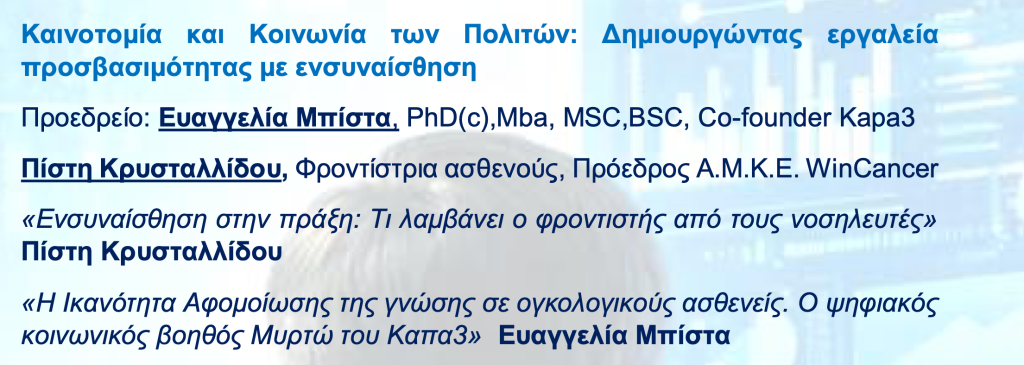 Καινοτομία και Κοινωνία των Πολιτών: Δημιουργώντας εργαλεία
προσβασιμότητας με ενσυναίσθηση
Προεδρείο: Ευαγγελία Μπίστα, PhD(c),Mba, MSC,BSC, Co-founder Kapa3
Πίστη Κρυσταλλίδου, Φροντίστρια ασθενούς, Πρόεδρος Α.Μ.Κ.Ε. WinCancer
«Ενσυναίσθηση στην πράξη: Τι λαμβάνει ο φροντιστής από τους νοσηλευτές»
Πίστη Κρυσταλλίδου
«Η Ικανότητα Αφομοίωσης της γνώσης σε ογκολογικούς ασθενείς. Ο ψηφιακός
κοινωνικός βοηθός Μυρτώ του Καπα3» Ευαγγελία Μπίστα